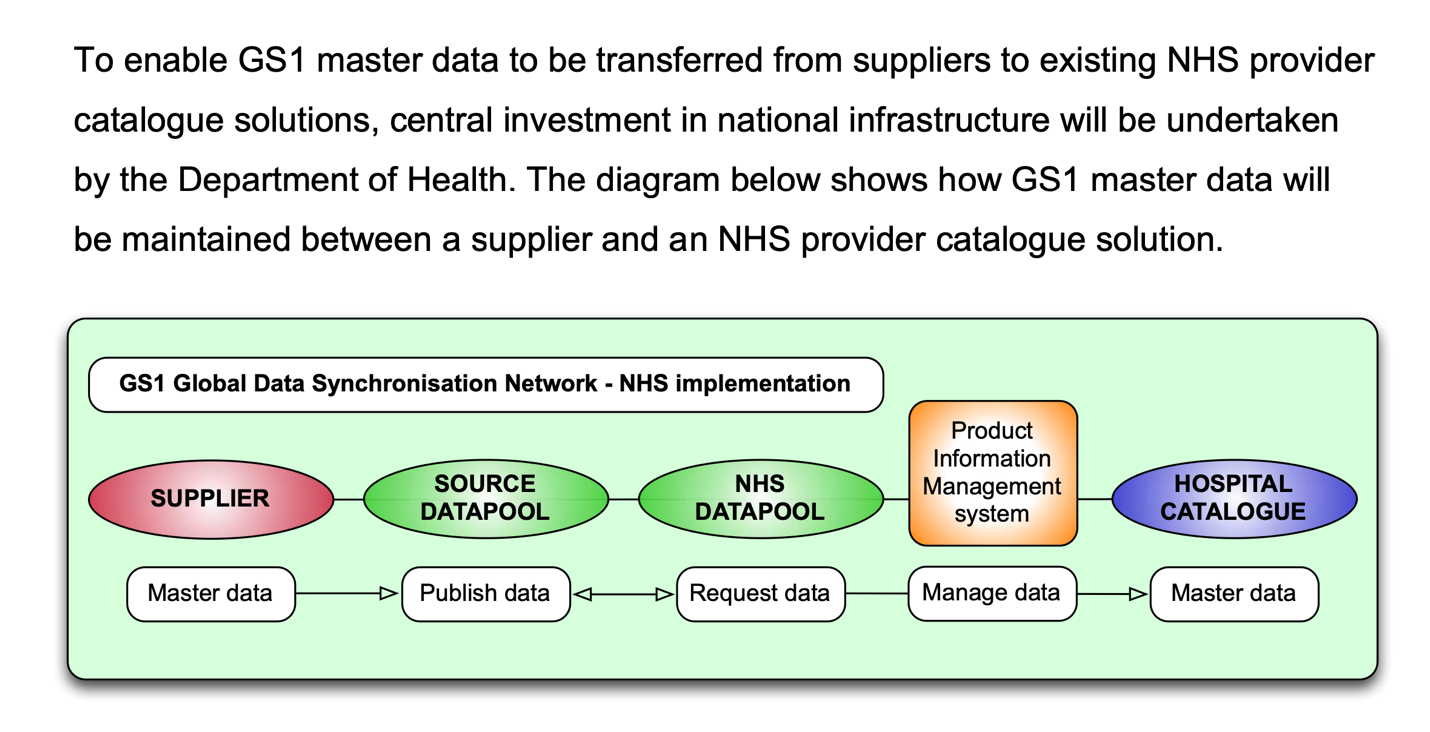 To enable GS1 master data to be transferred from suppliers to existing NHS provider
catalogue solutions, central investment in national infrastructure will be undertaken
by the Department of Health. The diagram below shows how GS1 master data will
be maintained between a supplier and an NHS provider catalogue solution.
GS1 Global Data Synchronisation Network - NHS implementation
SUPPLIER
SOURCE
DATAPOOL
NHS
DATAPOOL
Product
Information
Management
system
HOSPITAL
CATALOGUE
Master data
Publish data
Request data
Manage data
Master data